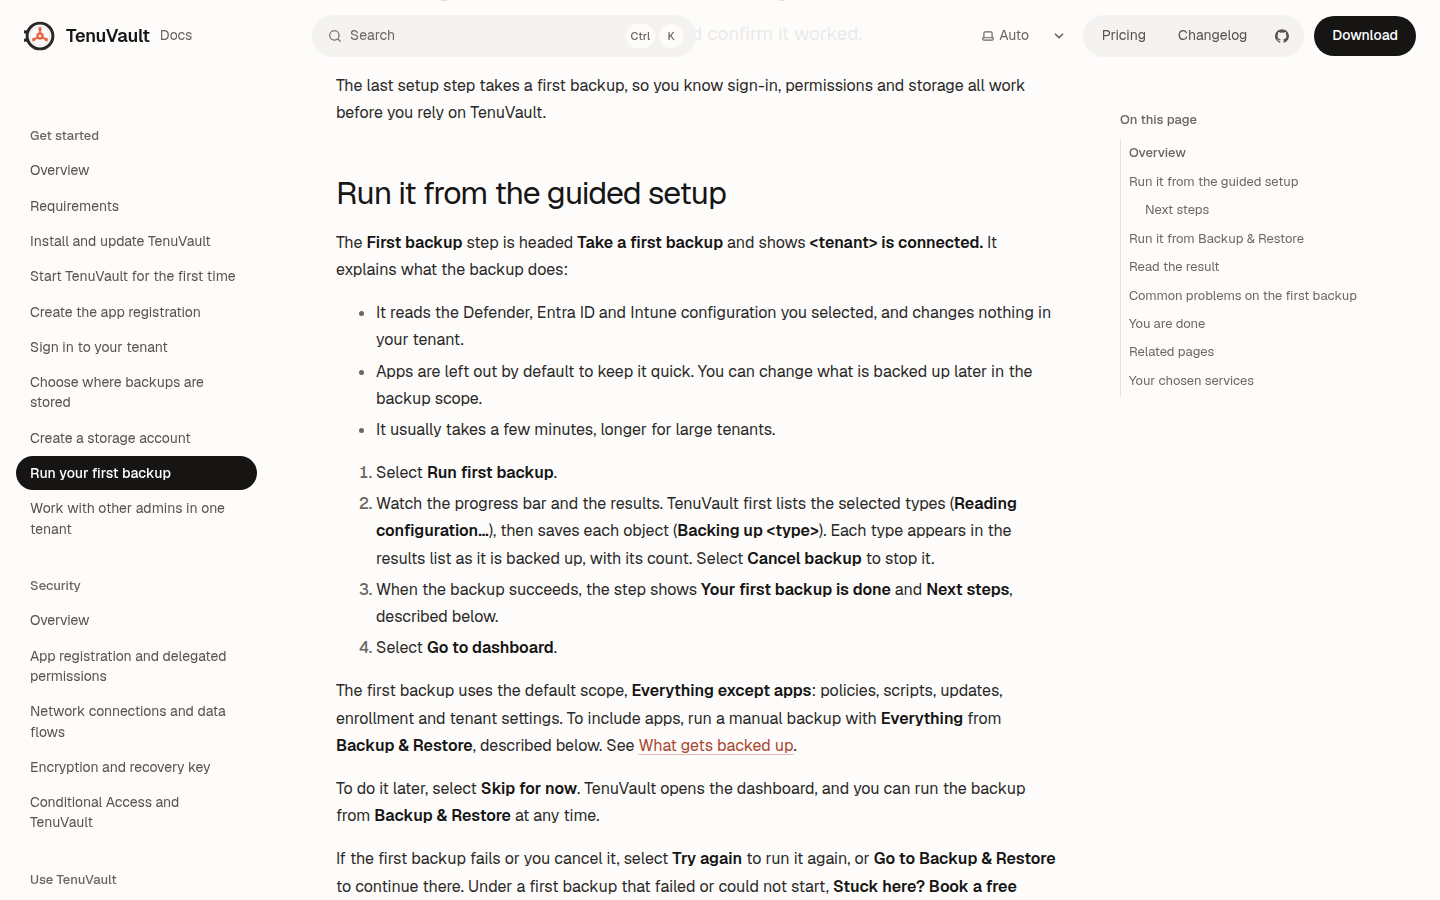 TenuVault Docs
Search
Ctrl K
d confirm it worked.
Auto
Pricing
Changelog
Download
Get started
Overview
Requirements
Install and update TenuVault
Start TenuVault for the first time
Create the app registration
Sign in to your tenant
Choose where backups are
stored
Create a storage account
Run your first backup
Work with other admins in one
tenant
Security
Overview
App registration and delegated
permissions
Network connections and data
flows
Encryption and recovery key
Conditional Access and
TenuVault
Use TenuVault
The last setup step takes a first backup, so you know sign-in, permissions and storage all work
before you rely on TenuVault.
Run it from the guided setup
The First backup step is headed Take a first backup and shows <tenant> is connected. It
explains what the backup does:
• It reads the Defender, Entra ID and Intune configuration you selected, and changes nothing in
your tenant.
• Apps are left out by default to keep it quick. You can change what is backed up later in the
backup scope.
• It usually takes a few minutes, longer for large tenants.
1. Select Run first backup.
2. Watch the progress bar and the results. TenuVault first lists the selected types (Reading
configuration…), then saves each object (Backing up <type>). Each type appears in the
results list as it is backed up, with its count. Select Cancel backup to stop it.
3. When the backup succeeds, the step shows Your first backup is done and Next steps,
described below.
4. Select Go to dashboard.
The first backup uses the default scope, Everything except apps: policies, scripts, updates,
enrollment and tenant settings. To include apps, run a manual backup with Everything from
Backup & Restore, described below. See What gets backed up.
To do it later, select Skip for now. TenuVault opens the dashboard, and you can run the backup
from Backup & Restore at any time.
If the first backup fails or you cancel it, select Try again to run it again, or Go to Backup & Restore
to continue there. Under a first backup that failed or could not start, Stuck here? Book a free
On this page
Overview
Run it from the guided setup
Next steps
Run it from Backup & Restore
Read the result
Common problems on the first backup
You are done
Related pages
Your chosen services